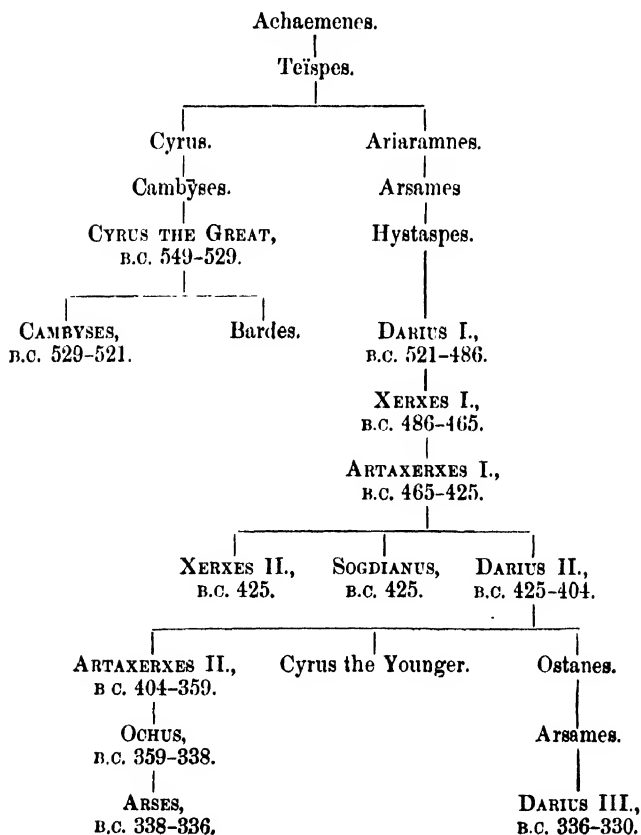 Achaemenes.
Teïspes.
Cyrus. Ariaramnes.
Cambȳses. Arsames
CYRUS THE GREAT, Hystaspes.
B.C. 549–529.
CAMBYSES, Bardes. DARIUS I.,
B.C. 529–521. B.C. 521–486.
XERXES I.,
B.C. 486–465.
ARTAXERXES I.,
B.C. 465–425.
XERXES II., SOGDIANUS, DARIUS II.,
B.C. 425. B.C. 425. B.C. 425–404.
ARTAXERXES II., Cyrus the Younger. Ostanes.
B C. 404–359.
OCHUS, Arsames.
B.C. 359–338.
ARSES, DARIUS III.,
B.C. 338–336. B.C. 336–330.